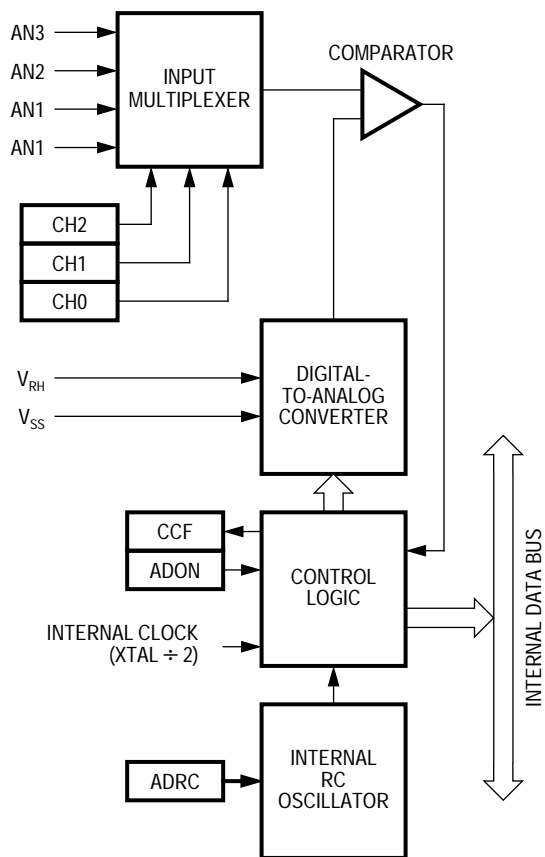 AN3
AN2
AN1
AN1
INPUT
MULTIPLEXER
COMPARATOR
CH2
CH1
CH0
V_RH
V_SS
DIGITAL-
TO-ANALOG
CONVERTER
CCF
ADON
INTERNAL CLOCK
(XTAL ÷ 2)
CONTROL
LOGIC
INTERNAL DATA BUS
ADRC
INTERNAL
RC
OSCILLATOR